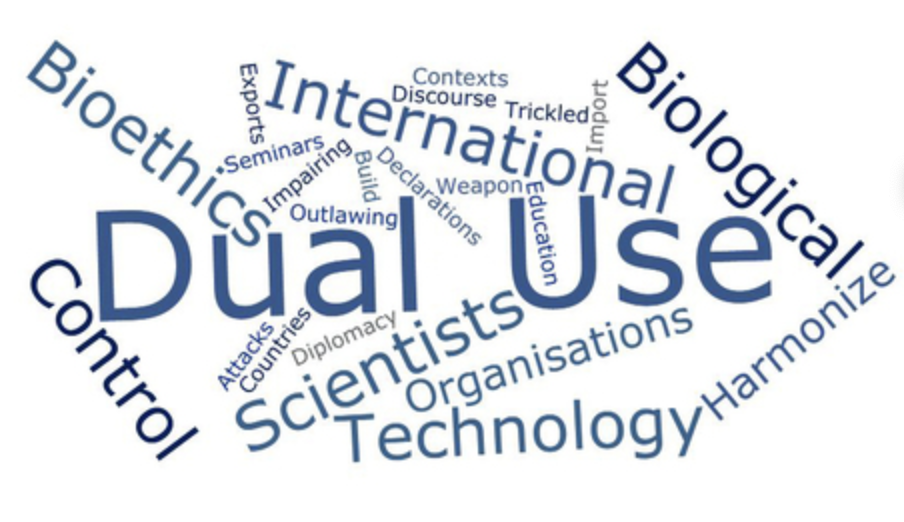 Bioethics
Exports
International
Contexts
Discourse
Trickled
Import
Biological
Seminars
Impairing
Build
Declarations
Weapon
Education
Outlawing
Dual Use
Control
Attacks
Countries
Diplomacy
Scientists
Organisations
Harmonize
Technology